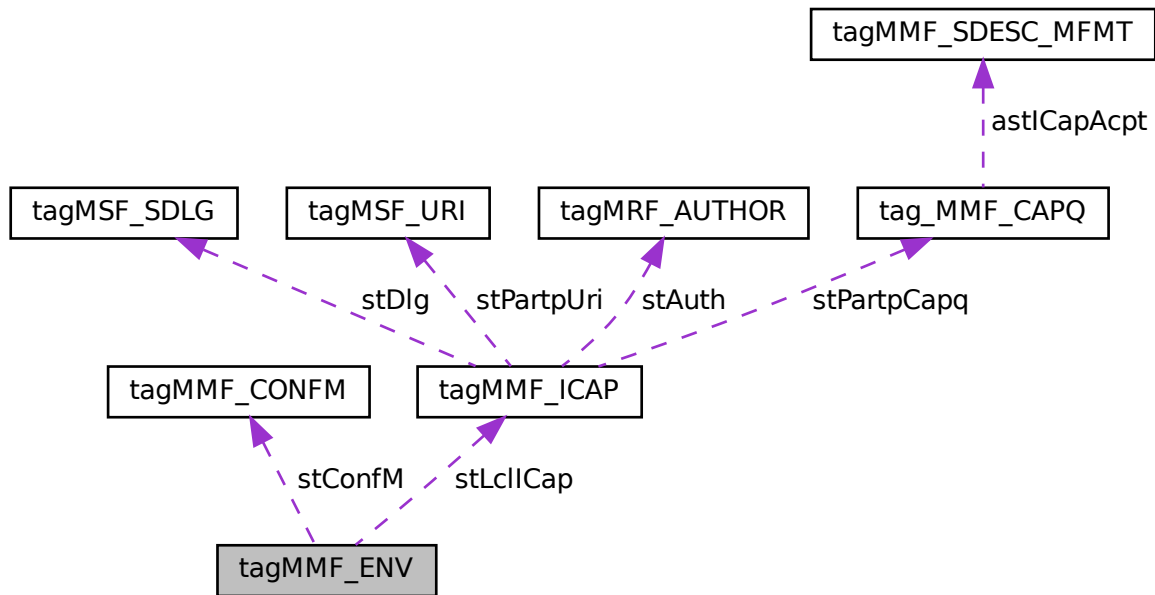 tagMMF_SDESC_MFMT
astICapAcpt
tagMSF_SDLG
tagMSF_URI
tagMRF_AUTHOR
tag_MMF_CAPQ
stDlg
stPartpUri
stAuth
stPartpCapq
tagMMF_CONFM
tagMMF_ICAP
stConfM
stLclICap
tagMMF_ENV